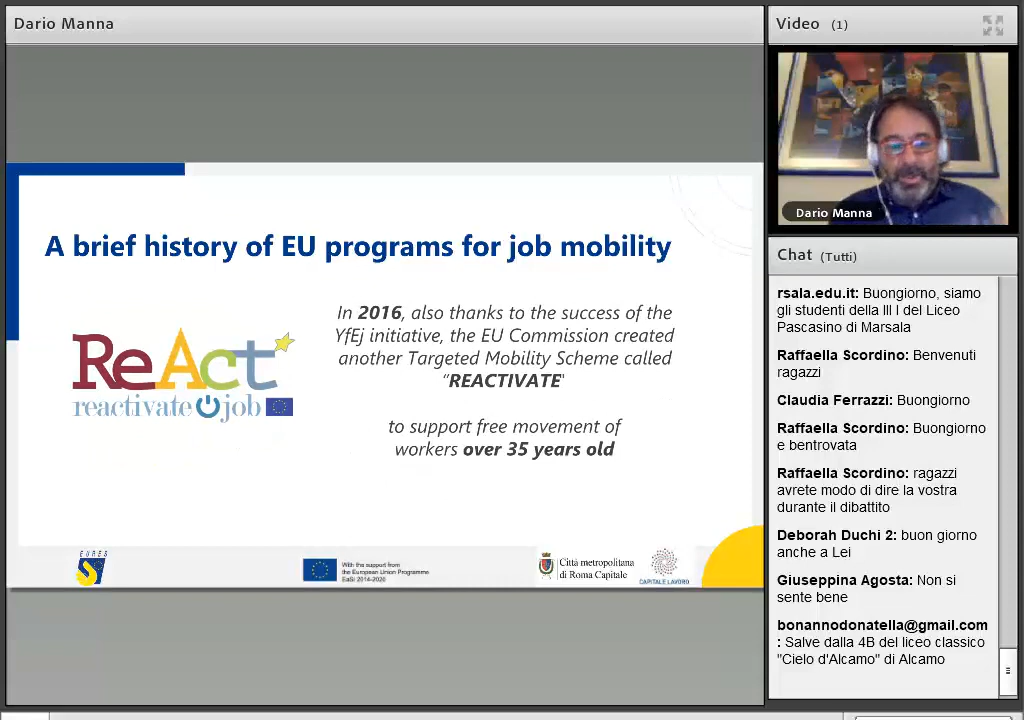 Dario Manna
A brief history of EU programs for job mobility
In 2016, also thanks to the success of the
YfEj initiative, the EU Commission created
another Targeted Mobility Scheme called
“REACTIVATE"
to support free movement of
workers over 35 years old
ReAct
reactivate job
EURES
With the support from
the European Union Programme
EaSi 2014-2020
Città metropolitana
di Roma Capitale
CAPITALE LAVORO
Video (1)
Dario Manna
Chat (Tutti)
rsala.edu.it: Buongiorno, siamo
gli studenti della III I del Liceo
Pascasino di Marsala
Raffaella Scordino: Benvenuti
ragazzi
Claudia Ferrazzi: Buongiorno
Raffaella Scordino: Buongiorno
e bentrovata
Raffaella Scordino: ragazzi
avrete modo di dire la vostra
durante il dibattito
Deborah Duchi 2: buon giorno
anche a Lei
Giuseppina Agosta: Non si
sente bene
bonannodonatella@gmail.com
: Salve dalla 4B del liceo classico
"Cielo d'Alcamo" di Alcamo